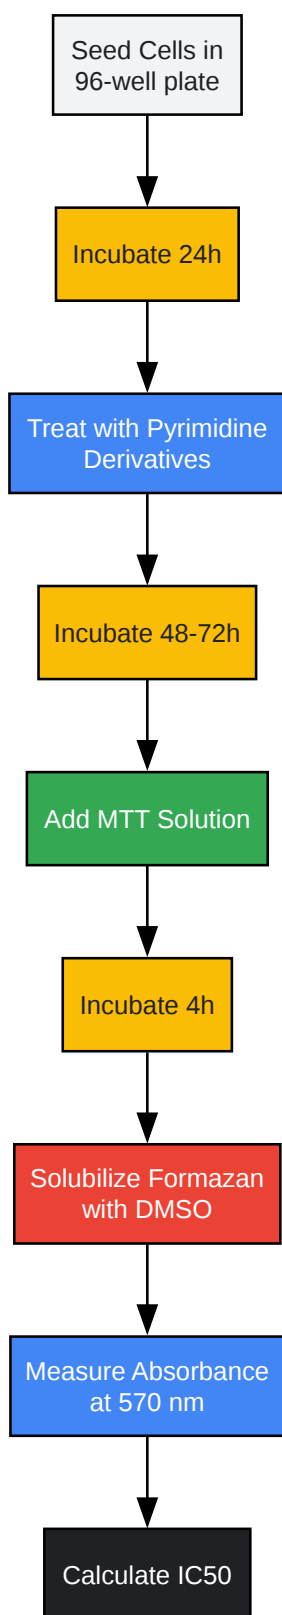 Seed Cells in
96-well plate
Incubate 24h
Treat with Pyrimidine
Derivatives
Incubate 48-72h
Add MTT Solution
Incubate 4h
Solubilize Formazan
with DMSO
Measure Absorbance
at 570 nm
Calculate IC50